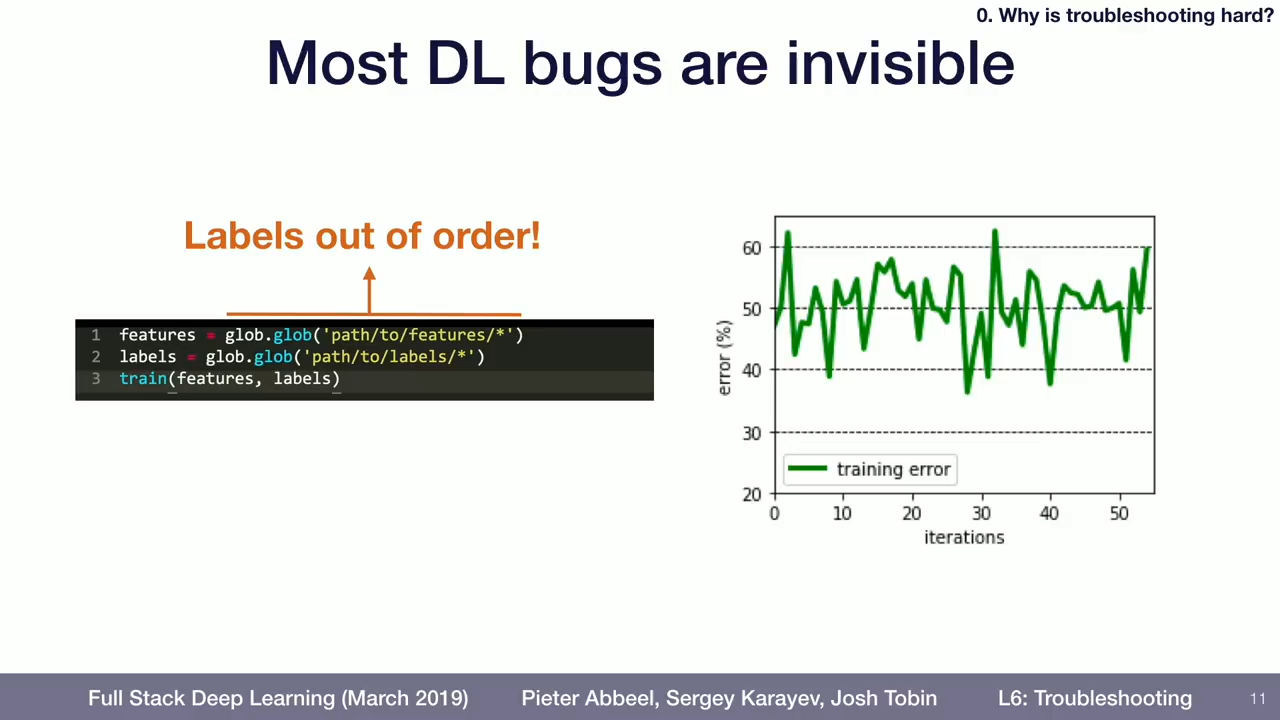 0. Why is troubleshooting hard?
Most DL bugs are invisible
Labels out of order!
1 features = glob.glob('path/to/features/*')
2 labels = glob.glob('path/to/labels/*')
3 train(features, labels)
error (%)
60
50
40
30
20
training error
0 10 20 30 40 50
iterations
Full Stack Deep Learning (March 2019) Pieter Abbeel, Sergey Karayev, Josh Tobin L6: Troubleshooting 11